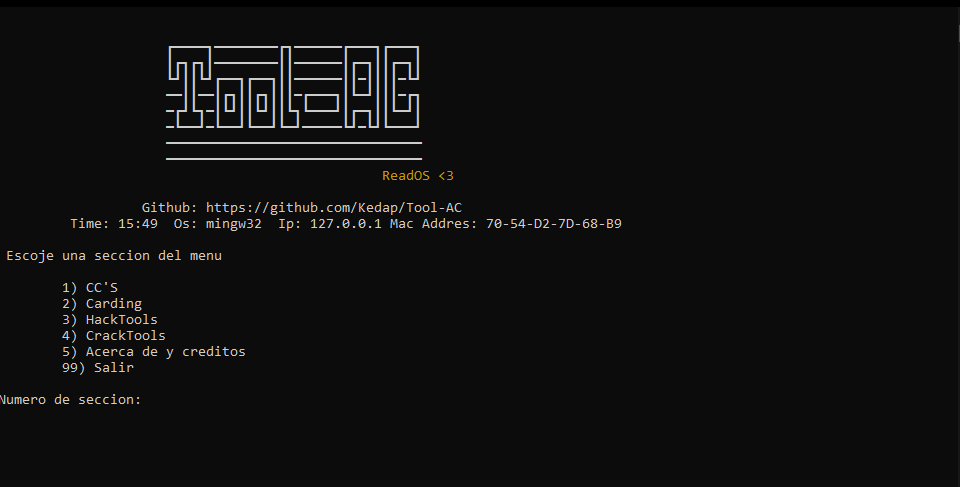 Tool-AC
ReadOS <3
Github: https://github.com/Kedap/Tool-AC
Time: 15:49 Os: mingw32 Ip: 127.0.0.1 Mac Addres: 70-54-D2-7D-68-B9
Escoje una seccion del menu
1) CC'S
2) Carding
3) HackTools
4) CrackTools
5) Acerca de y creditos
99) Salir
Numero de seccion: